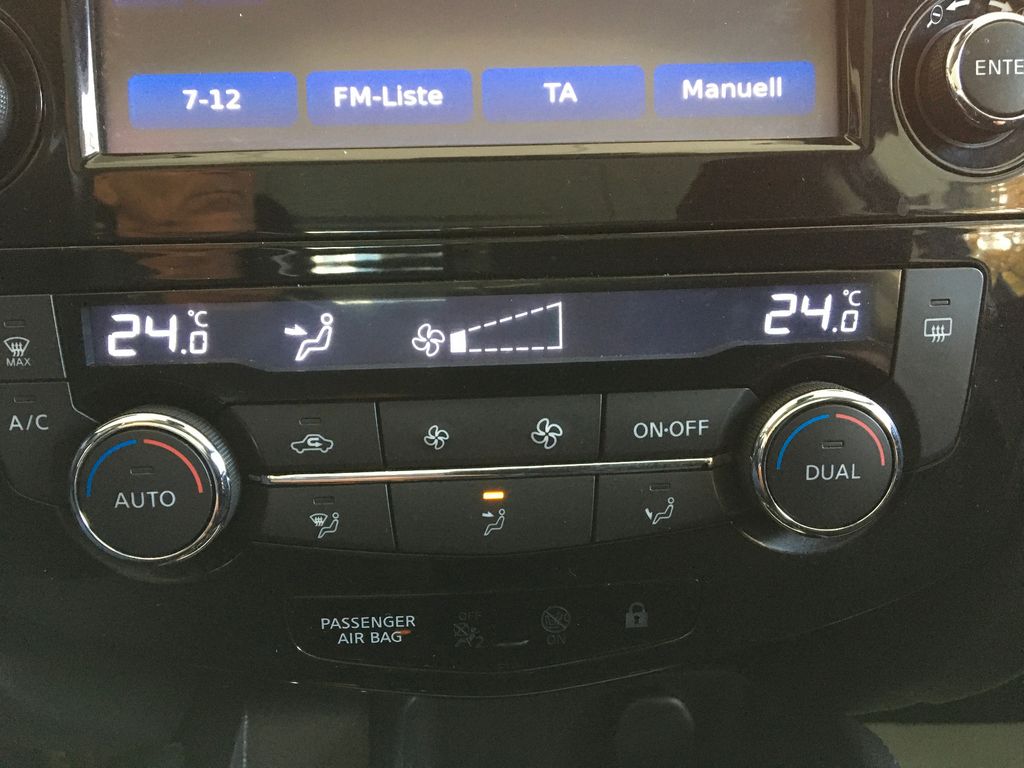 7-12 FM-Liste TA Manuell
ENTE
24.0°C 24.0°C
MAX
A/C
ON·OFF
AUTO
DUAL
PASSENGER
AIR BAG
OFF
2
ON